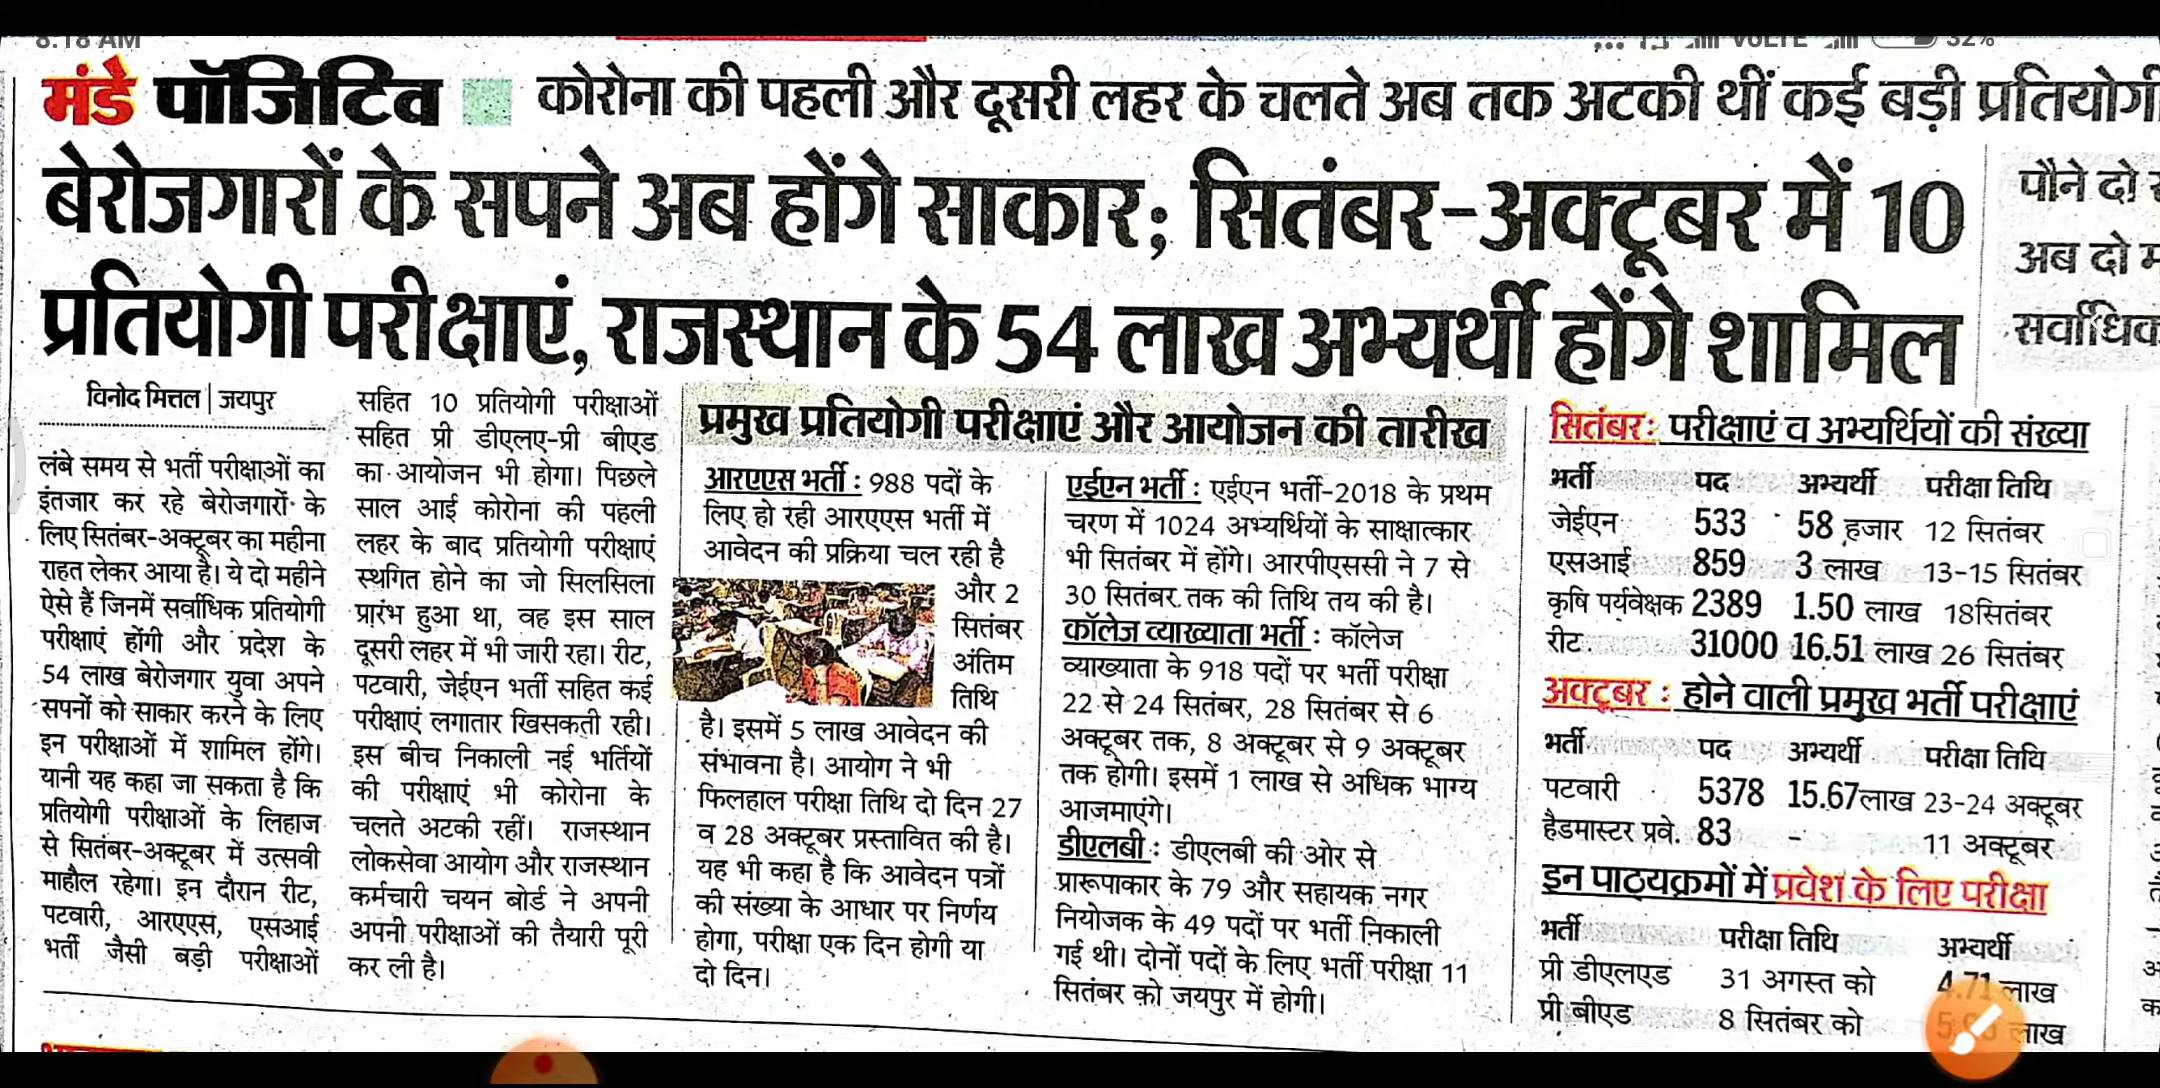 8:18 AM
VoLTE 32%
मंडे पॉजिटिव कोरोना की पहली और दूसरी लहर के चलते अब तक अटकी थीं कई बड़ी प्रतियोगी
बेरोजगारों के सपने अब होंगे साकार; सितंबर-अक्टूबर में 10
प्रतियोगी परीक्षाएं, राजस्थान के 54 लाख अभ्यर्थी होंगे शामिल
पौने दो
अब दो
सर्वाधिक
विनोद मित्तल | जयपुर
लंबे समय से भर्ती परीक्षाओं का
इंतजार कर रहे बेरोजगारों के
लिए सितंबर-अक्टूबर का महीना
राहत लेकर आया है। ये दो महीने
ऐसे हैं जिनमें सर्वाधिक प्रतियोगी
परीक्षाएं होंगी और प्रदेश के
54 लाख बेरोजगार युवा अपने
सपनों को साकार करने के लिए
इन परीक्षाओं में शामिल होंगे।
यानी यह कहा जा सकता है कि
प्रतियोगी परीक्षाओं के लिहाज
से सितंबर-अक्टूबर में उत्सवी
माहौल रहेगा। इन दौरान रीट,
पटवारी, आरएएस, एसआई
भर्ती जैसी बड़ी परीक्षाओं
सहित 10 प्रतियोगी परीक्षाओं
सहित प्री डीएलए-प्री बीएड
का आयोजन भी होगा। पिछले
साल आई कोरोना की पहली
लहर के बाद प्रतियोगी परीक्षाएं
स्थगित होने का जो सिलसिला
प्रारंभ हुआ था, वह इस साल
दूसरी लहर में भी जारी रहा। रीट,
पटवारी, जेईएन भर्ती सहित कई
परीक्षाएं लगातार खिसकती रही।
इस बीच निकाली नई भर्तियों
की परीक्षाएं भी कोरोना के
चलते अटकी रहीं। राजस्थान
लोकसेवा आयोग और राजस्थान
कर्मचारी चयन बोर्ड ने अपनी
अपनी परीक्षाओं की तैयारी पूरी
कर ली है।
प्रमुख प्रतियोगी परीक्षाएं और आयोजन की तारीख
आरएएस भर्ती : 988 पदों के
लिए हो रही आरएएस भर्ती में
आवेदन की प्रक्रिया चल रही है
और 2
सितंबर
अंतिम
तिथि
है। इसमें 5 लाख आवेदन की
संभावना है। आयोग ने भी
फिलहाल परीक्षा तिथि दो दिन 27
व 28 अक्टूबर प्रस्तावित की है।
यह भी कहा है कि आवेदन पत्रों
की संख्या के आधार पर निर्णय
होगा, परीक्षा एक दिन होगी या
दो दिन।
एईएन भर्ती : एईएन भर्ती-2018 के प्रथम
चरण में 1024 अभ्यर्थियों के साक्षात्कार
भी सितंबर में होंगे। आरपीएससी ने 7 से
30 सितंबर तक की तिथि तय की है।
कॉलेज व्याख्याता भर्ती : कॉलेज
व्याख्याता के 918 पदों पर भर्ती परीक्षा
22 से 24 सितंबर, 28 सितंबर से 6
अक्टूबर तक, 8 अक्टूबर से 9 अक्टूबर
तक होगी। इसमें 1 लाख से अधिक भाग्य
आजमाएंगे।
डीएलबी : डीएलबी की ओर से
प्रारूपाकार के 79 और सहायक नगर
नियोजक के 49 पदों पर भर्ती निकाली
गई थी। दोनों पदों के लिए भर्ती परीक्षा 11
सितंबर को जयपुर में होगी।
सितंबर: परीक्षाएं व अभ्यर्थियों की संख्या
भर्ती पद अभ्यर्थी परीक्षा तिथि
जेईएन 533 58 हजार 12 सितंबर
एसआई 859 3 लाख 13-15 सितंबर
कृषि पर्यवेक्षक 2389 1.50 लाख 18सितंबर
रीट 31000 16.51 लाख 26 सितंबर
अक्टूबर : होने वाली प्रमुख भर्ती परीक्षाएं
भर्ती पद अभ्यर्थी परीक्षा तिथि
पटवारी 5378 15.67लाख 23-24 अक्टूबर
हैडमास्टर प्रवे. 83 - 11 अक्टूबर
इन पाठ्यक्रमों में प्रवेश के लिए परीक्षा
भर्ती परीक्षा तिथि अभ्यर्थी
प्री डीएलएड 31 अगस्त को 4.71 लाख
प्री बीएड 8 सितंबर को लाख